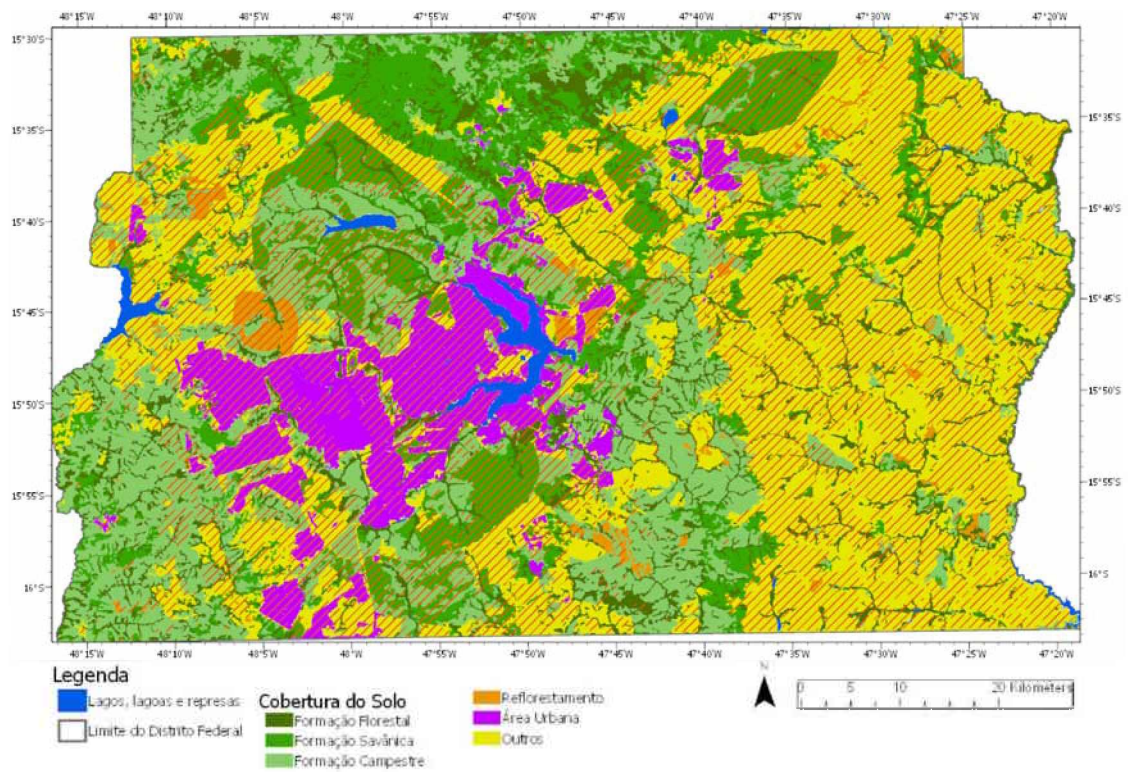 48°15'W 48°10'W 48°5'W 48°W 47°55'W 47°50'W 47°45'W 47°40'W 47°35'W 47°30'W 47°25'W 47°20'W
15°30'S 15°30'S
15°35'S 15°35'S
15°40'S 15°40'S
15°45'S 15°45'S
15°50'S 15°50'S
15°55'S 15°55'S
16°S 16°S
48°15'W 48°10'W 48°5'W 48°W 47°55'W 47°50'W 47°45'W 47°40'W 47°35'W 47°30'W 47°25'W 47°20'W
Legenda
Lagos, lagoas e represas
Limite do Distrito Federal
Cobertura do Solo
Formação Florestal
Formação Savânica
Formação Campestre
Reflorestamento
Área Urbana
Outros
N
0 5 10 20 Kilometers